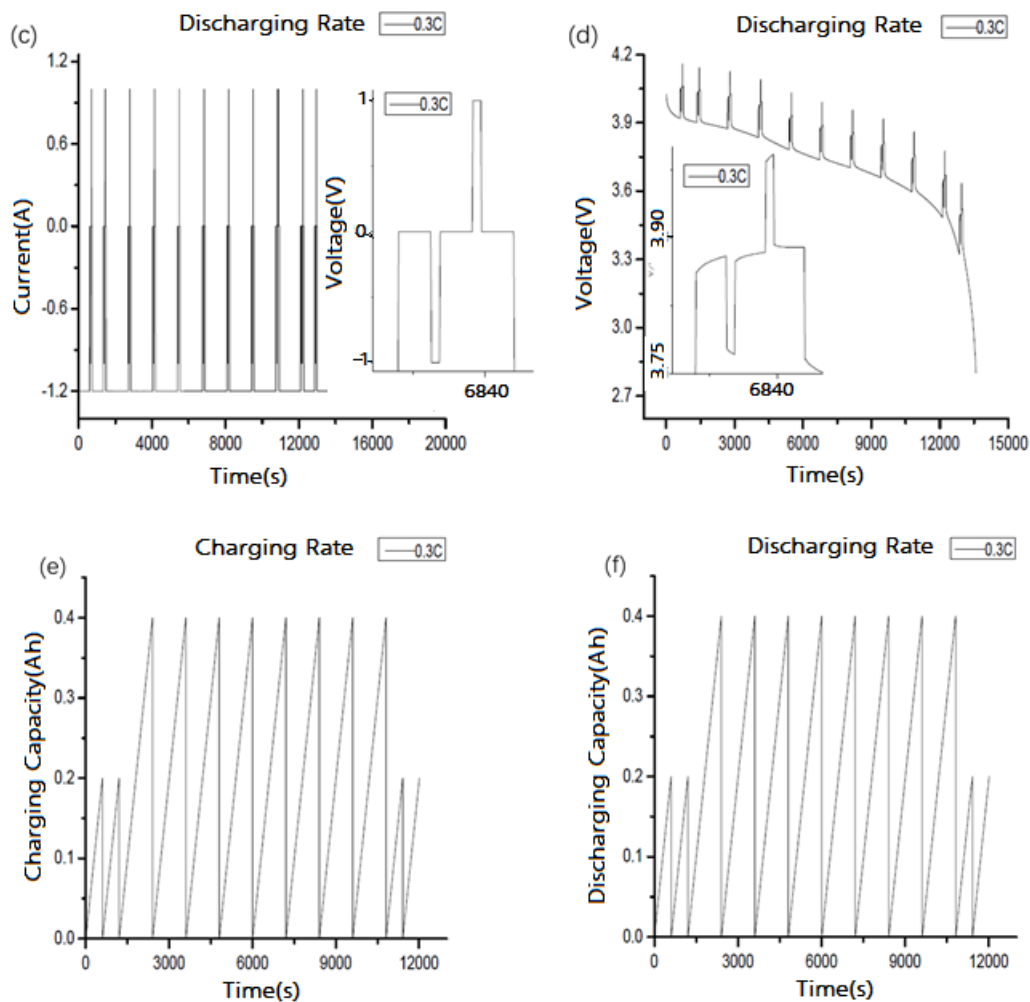 (c)
Discharging Rate
0.3C
1.2
0.6
0.0
-0.6
-1.2
Current(A)
0 4000 8000 12000 16000 20000
Time(s)
0.3C
1
0
-1
Voltage(V)
6840
(d)
Discharging Rate
0.3C
4.2
3.9
3.6
3.3
3.0
2.7
Voltage(V)
0 3000 6000 9000 12000 15000
Time(s)
0.3C
3.90
3.75
6840
(e)
Charging Rate
0.3C
0.4
0.3
0.2
0.1
0.0
Charging Capacity(Ah)
0 3000 6000 9000 12000
Time(s)
(f)
Discharging Rate
0.3C
0.4
0.3
0.2
0.1
0.0
Discharging Capacity(Ah)
0 3000 6000 9000 12000
Time(s)